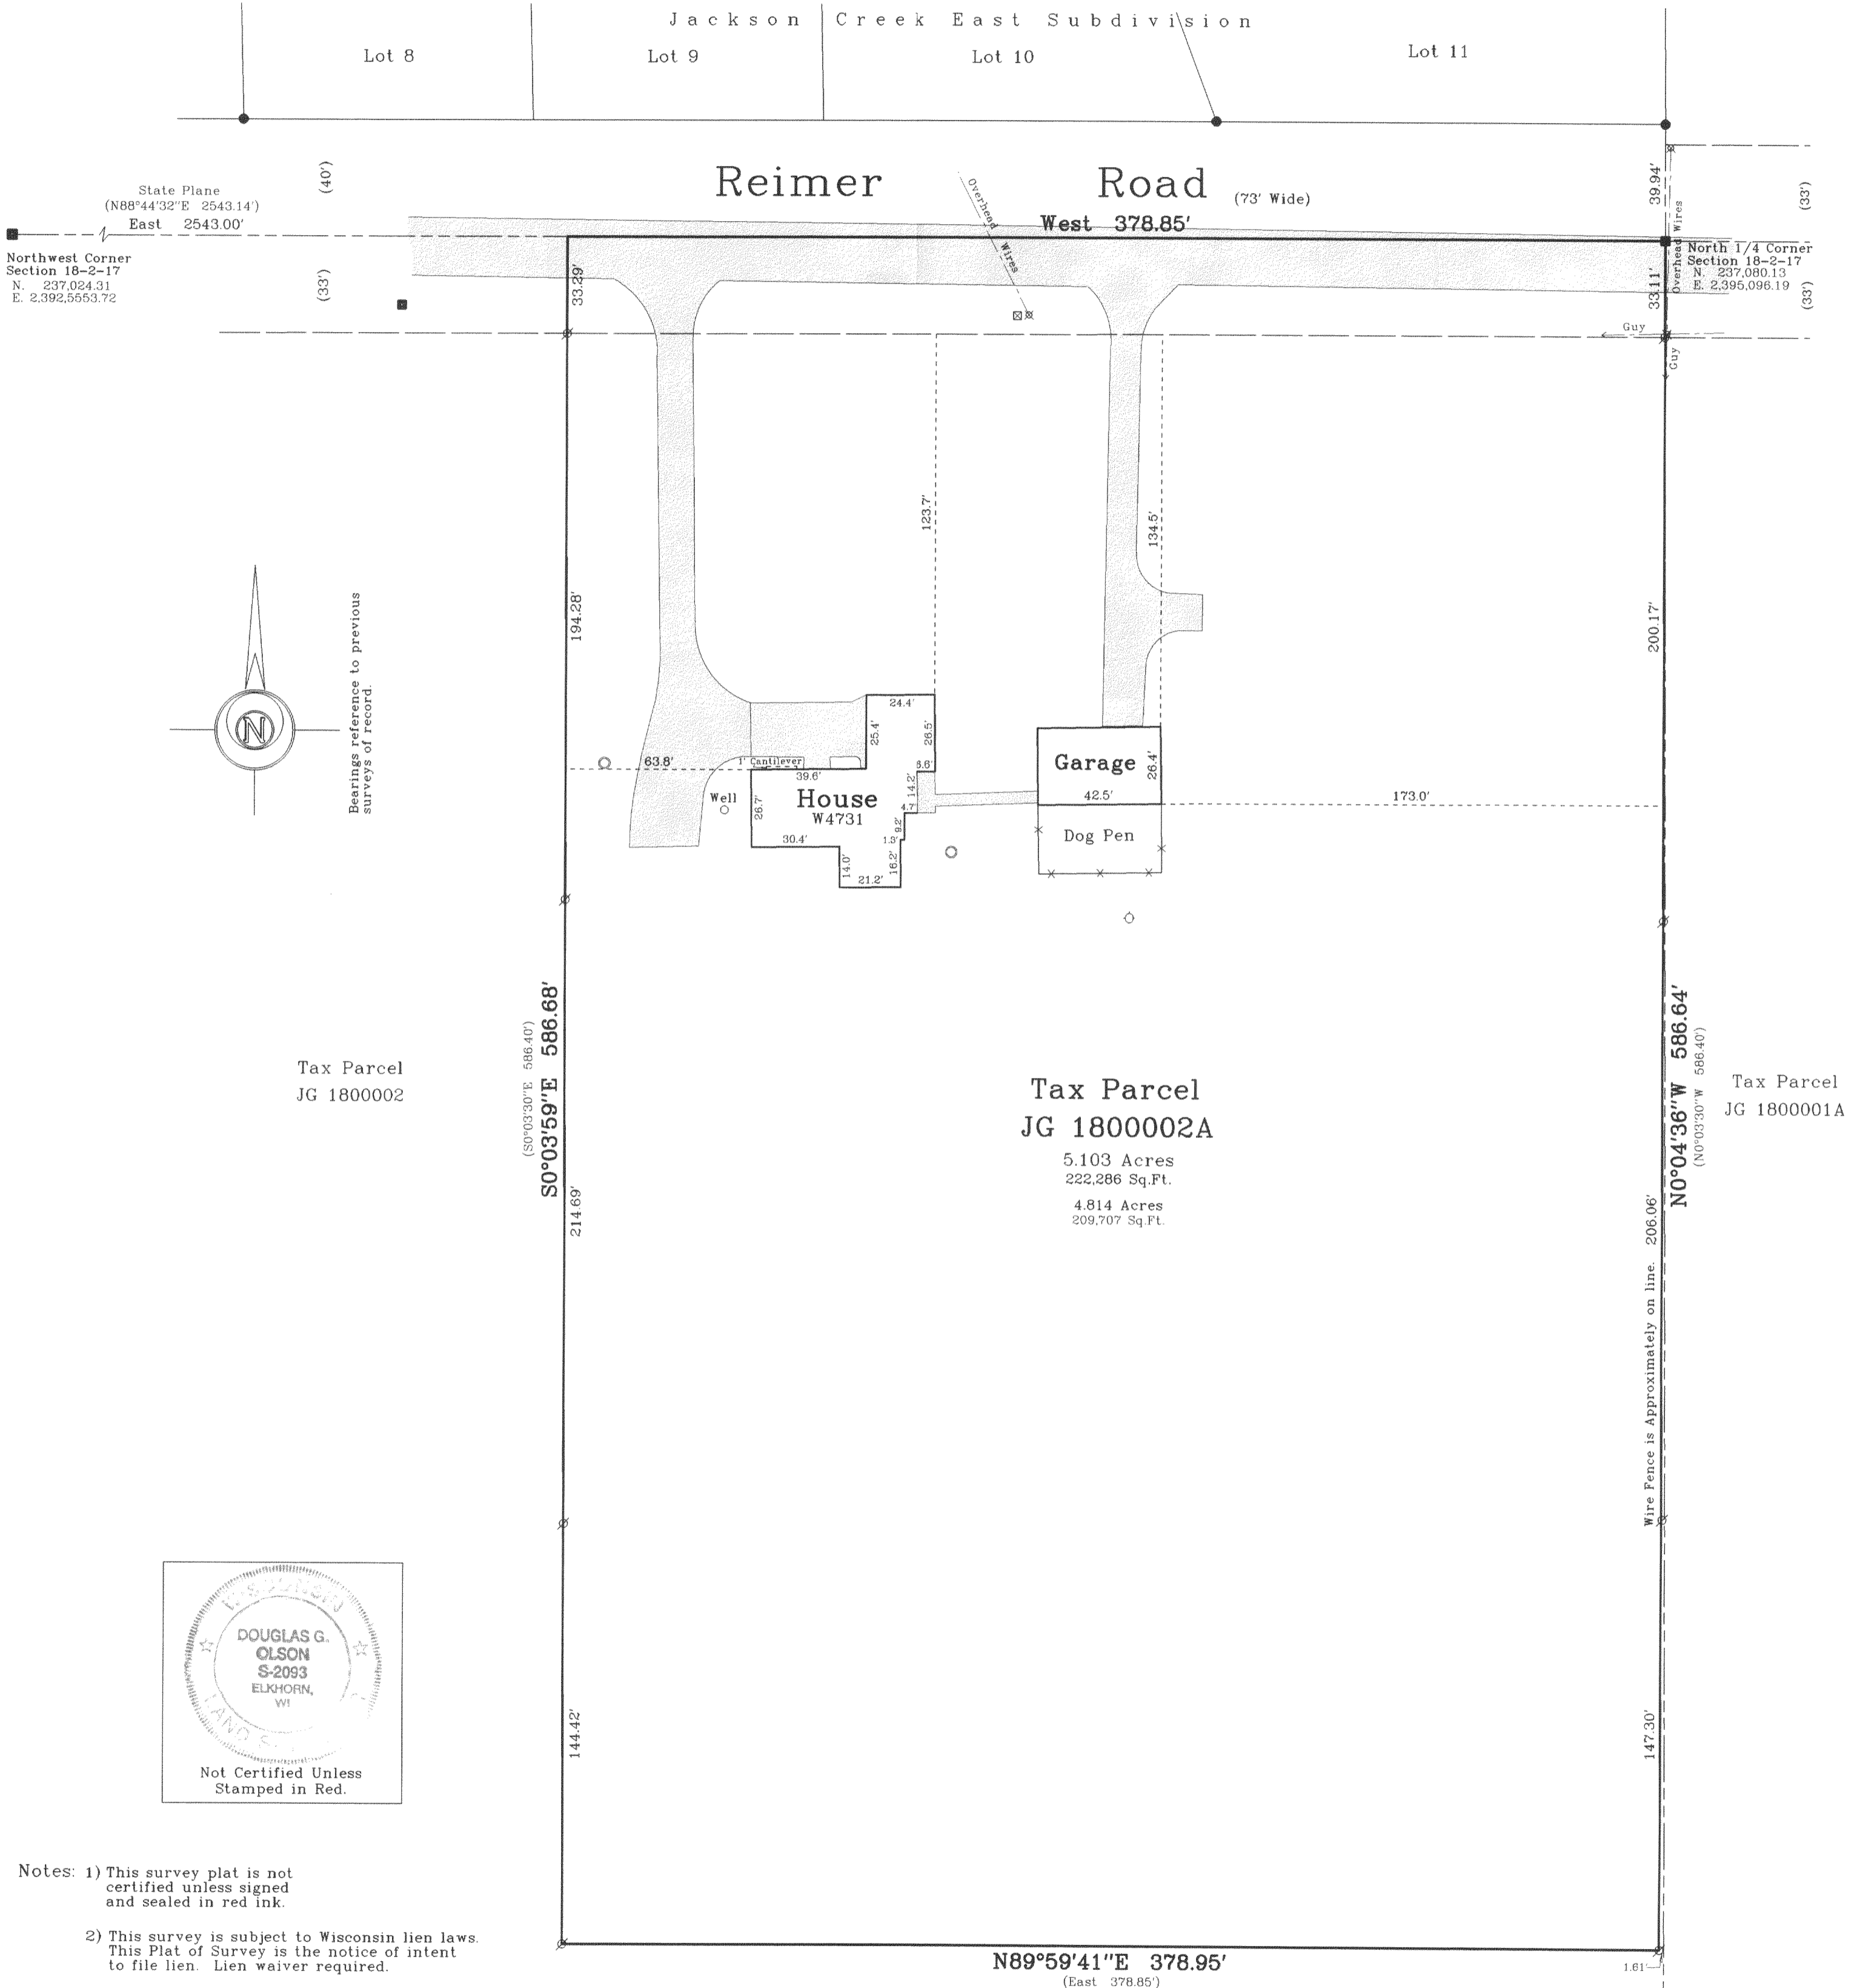 Jackson Creek East Subdivision
Lot 8
Lot 9
Lot 10
Lot 11
(40')
Reimer Road (73' Wide)
39.94'
(33')
State Plane
(N88°44'32"E 2543.14')
East 2543.00'
Overhead Wires
West 378.85'
Overhead Wires
Northwest Corner
Section 18-2-17
N. 237,024.31
E. 2,392,5553.72
(33')
33.29'
33.11'
North 1/4 Corner
Section 18-2-17
N. 237,080.13
E. 2,395,096.19
(33')
Guy
Guy
123.7'
134.5'
194.28'
200.17'
N
Bearings reference to previous
surveys of record.
24.4'
25.4'
26.5'
63.8'
1' Cantilever
39.6'
6.6'
Garage
26.4'
42.5'
173.0'
Well
26.7'
House
W4731
14.2'
4.7'
9.2'
1.3'
30.4'
14.0'
16.2'
21.2'
Dog Pen
S0°03'59"E 586.68'
(S0°03'30"E 586.40')
N0°04'36"W 586.64'
(N0°03'30"W 586.40')
Tax Parcel
JG 1800002
Tax Parcel
JG 1800002A
5.103 Acres
222,286 Sq.Ft.
4.814 Acres
209,707 Sq.Ft.
Tax Parcel
JG 1800001A
214.69'
Wire Fence is Approximately on line. 206.06'
144.42'
147.30'
WISCONSIN
DOUGLAS G.
OLSON
S-2093
ELKHORN,
WI
LAND
Not Certified Unless
Stamped in Red.
Notes: 1) This survey plat is not
certified unless signed
and sealed in red ink.
2) This survey is subject to Wisconsin lien laws.
This Plat of Survey is the notice of intent
to file lien. Lien waiver required.
N89°59'41"E 378.95'
(East 378.85')
1.61'